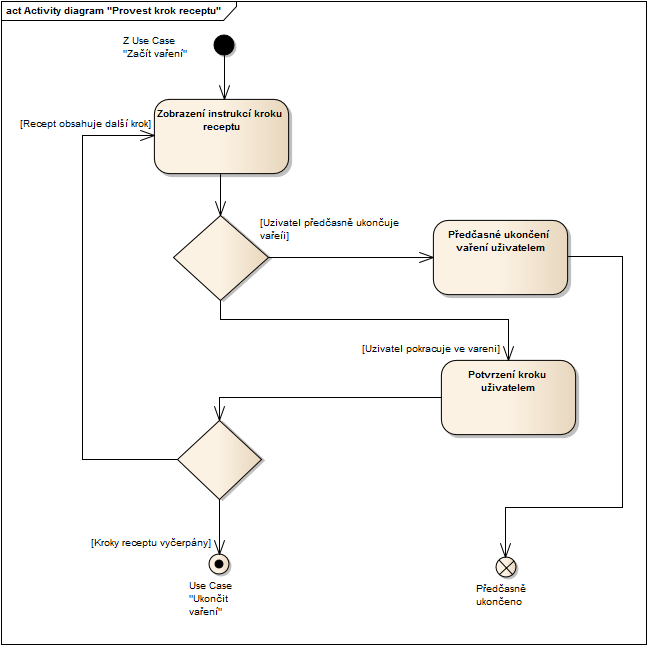 act Activity diagram "Provest krok receptu"
Z Use Case
"Začít vaření"
Zobrazení instrukcí kroku
receptu
[Recept obsahuje další krok]
[Uzivatel předčasně ukončuje
vařeíi]
Předčasné ukončení
vaření uživatelem
[Uzivatel pokracuje ve vareni]
Potvrzení kroku
uživatelem
[Kroky receptu vyčerpány]
Use Case
"Ukončit
vaření"
Předčasně
ukončeno